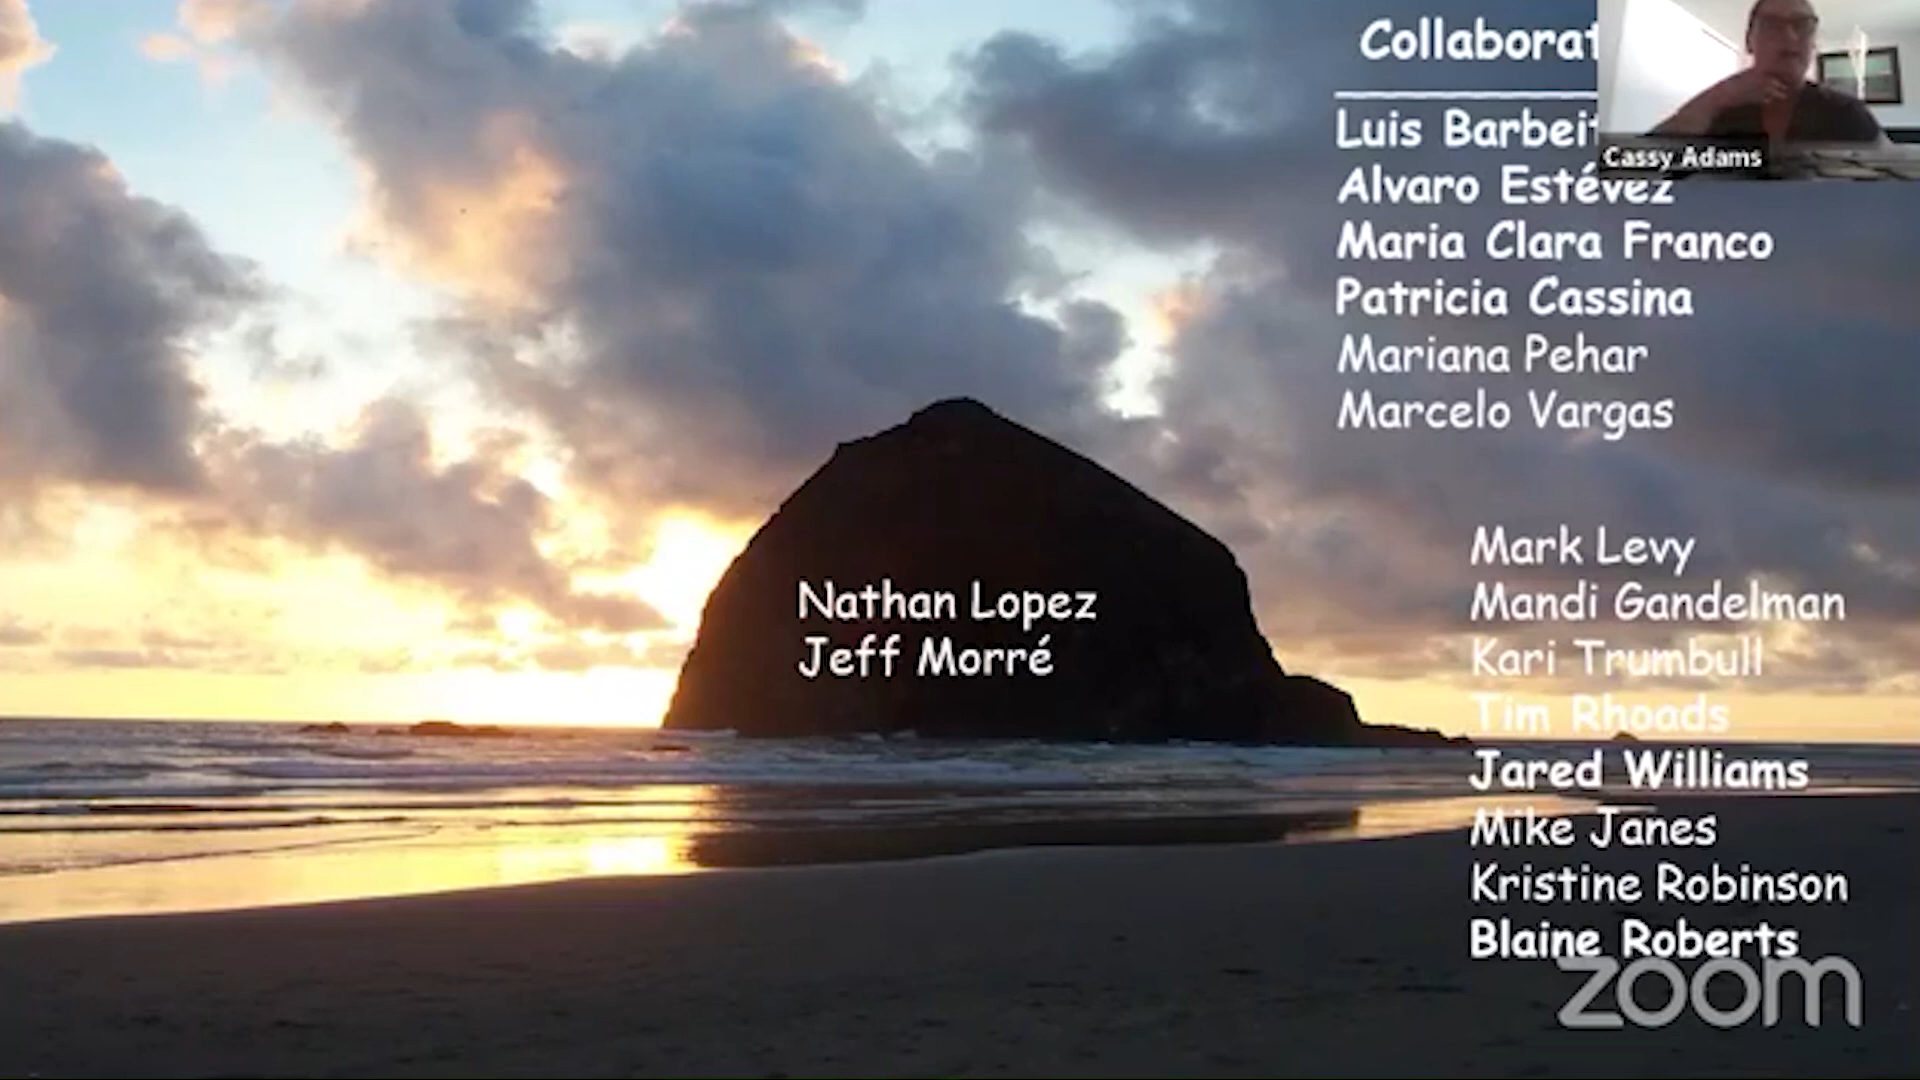 Collaborat
Luis Barbeit
Cassy Adams
Alvaro Estévez
Maria Clara Franco
Patricia Cassina
Mariana Pehar
Marcelo Vargas
Mark Levy
Mandi Gandelman
Kari Trumbull
Tim Rhoads
Jared Williams
Mike Janes
Kristine Robinson
Blaine Roberts
Nathan Lopez
Jeff Morré
zoom